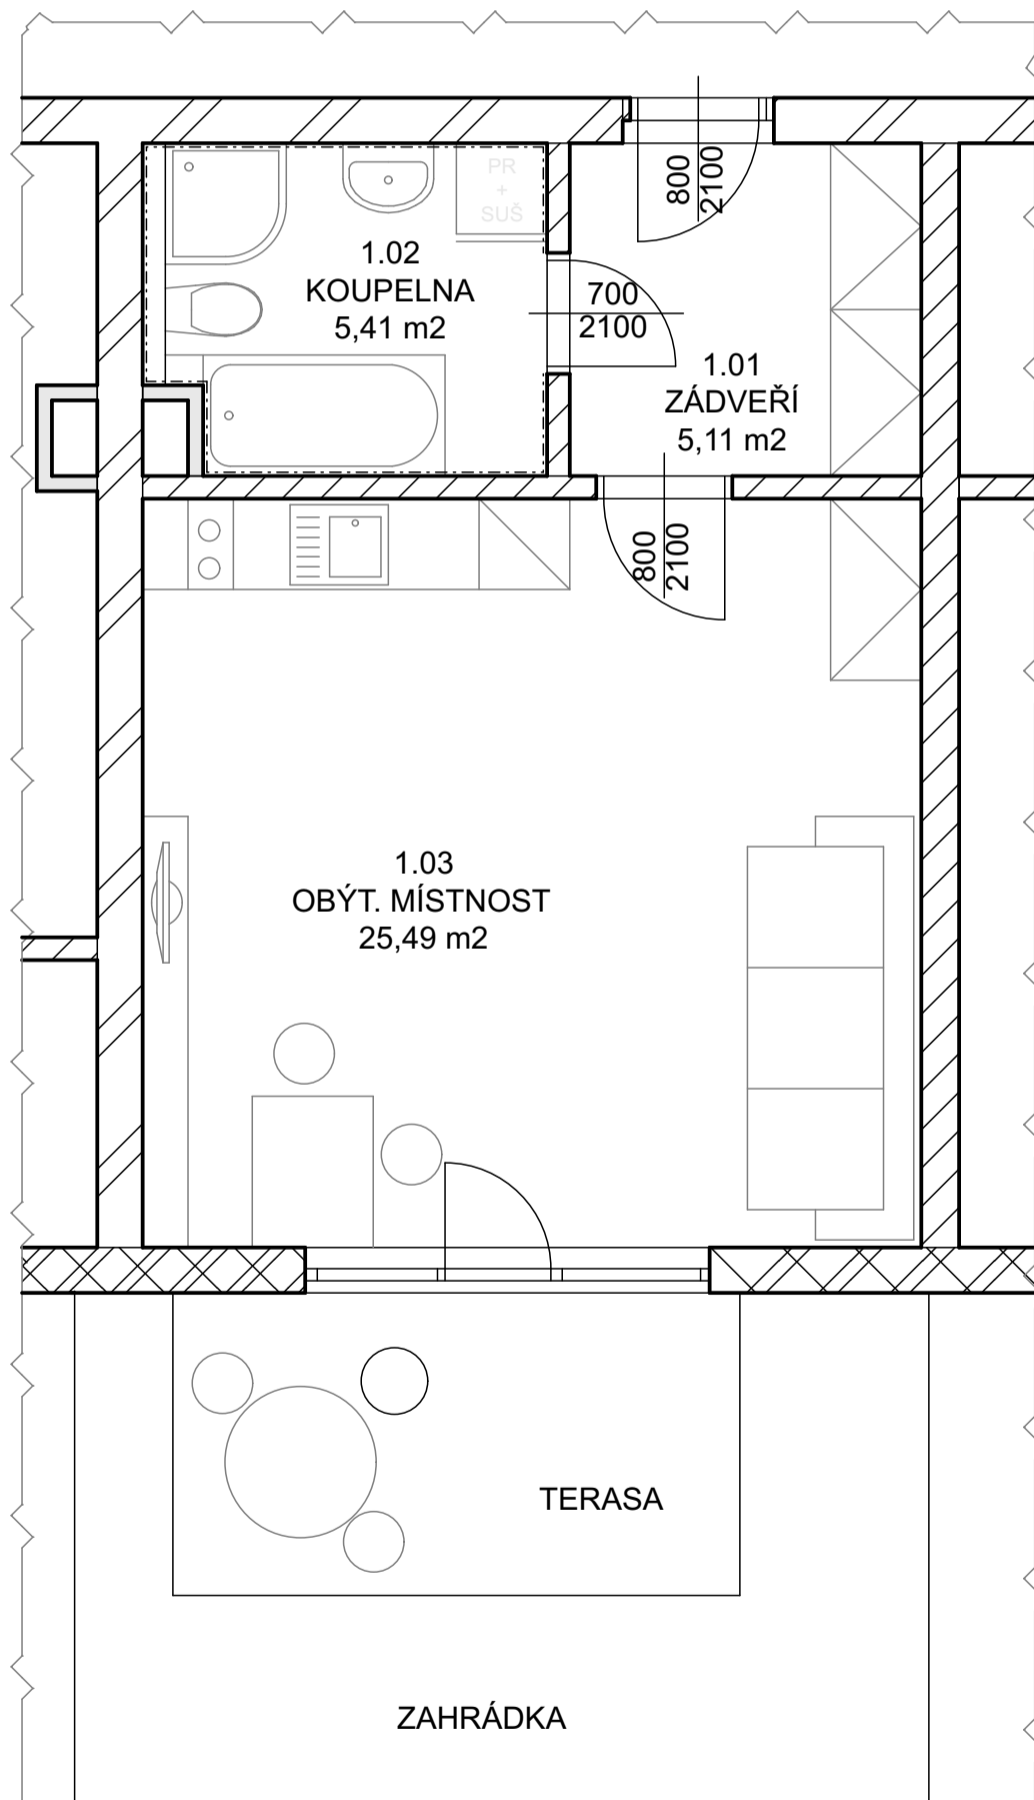 800
2100
PR
+
SUŠ
1.02
KOUPELNA
5,41 m2
700
2100
1.01
ZÁDVEŘÍ
5,11 m2
800
2100
1.03
OBÝT. MÍSTNOST
25,49 m2
TERASA
ZAHRÁDKA